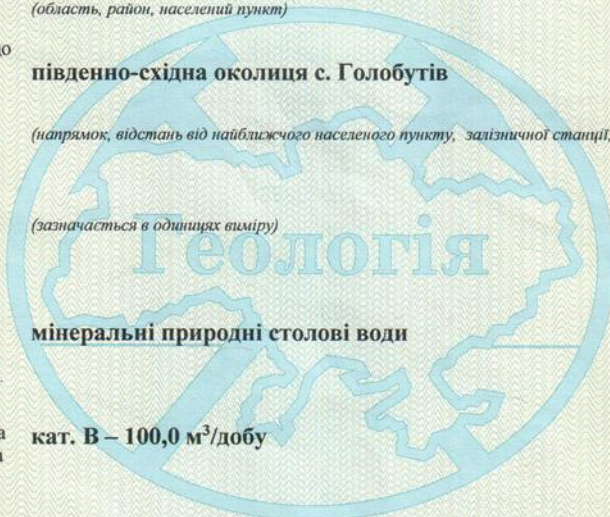 (область, район, населений пункт)
південно-східна околиця с. Голобутів
(напрямок, відстань від найближчого населеного пункту, залізничної станції,
(зазначається в одиницях виміру)
Геологія
мінеральні природні столові води
кат. В – 100,0 м³/добу